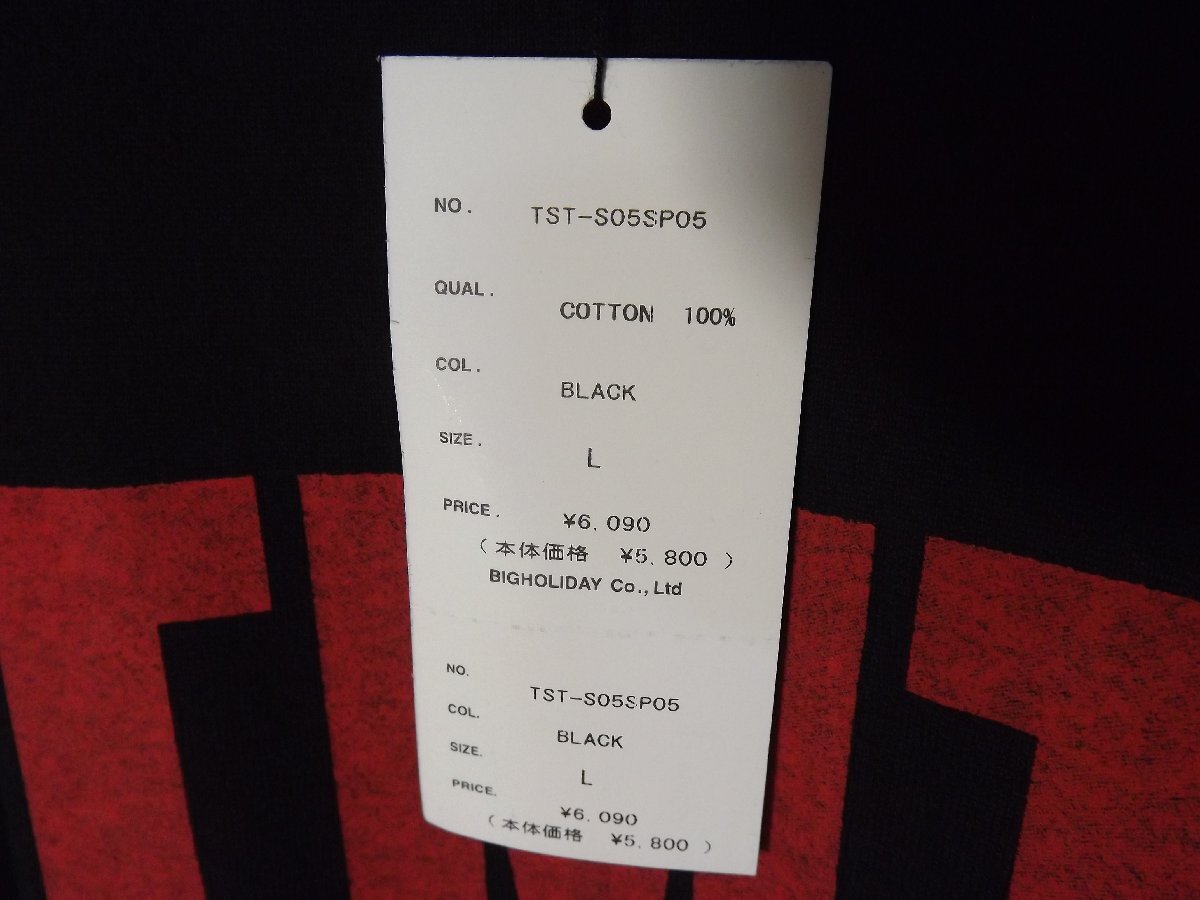 NO. TST-S05SP05
QUAL. COTTON 100%
COL. BLACK
SIZE. L
PRICE. ¥6,090
(本体価格 ¥5,800)
BIGHOLIDAY Co.,Ltd
NO. TST-S05SP05
COL. BLACK
SIZE. L
PRICE. ¥6,090
(本体価格 ¥5,800)